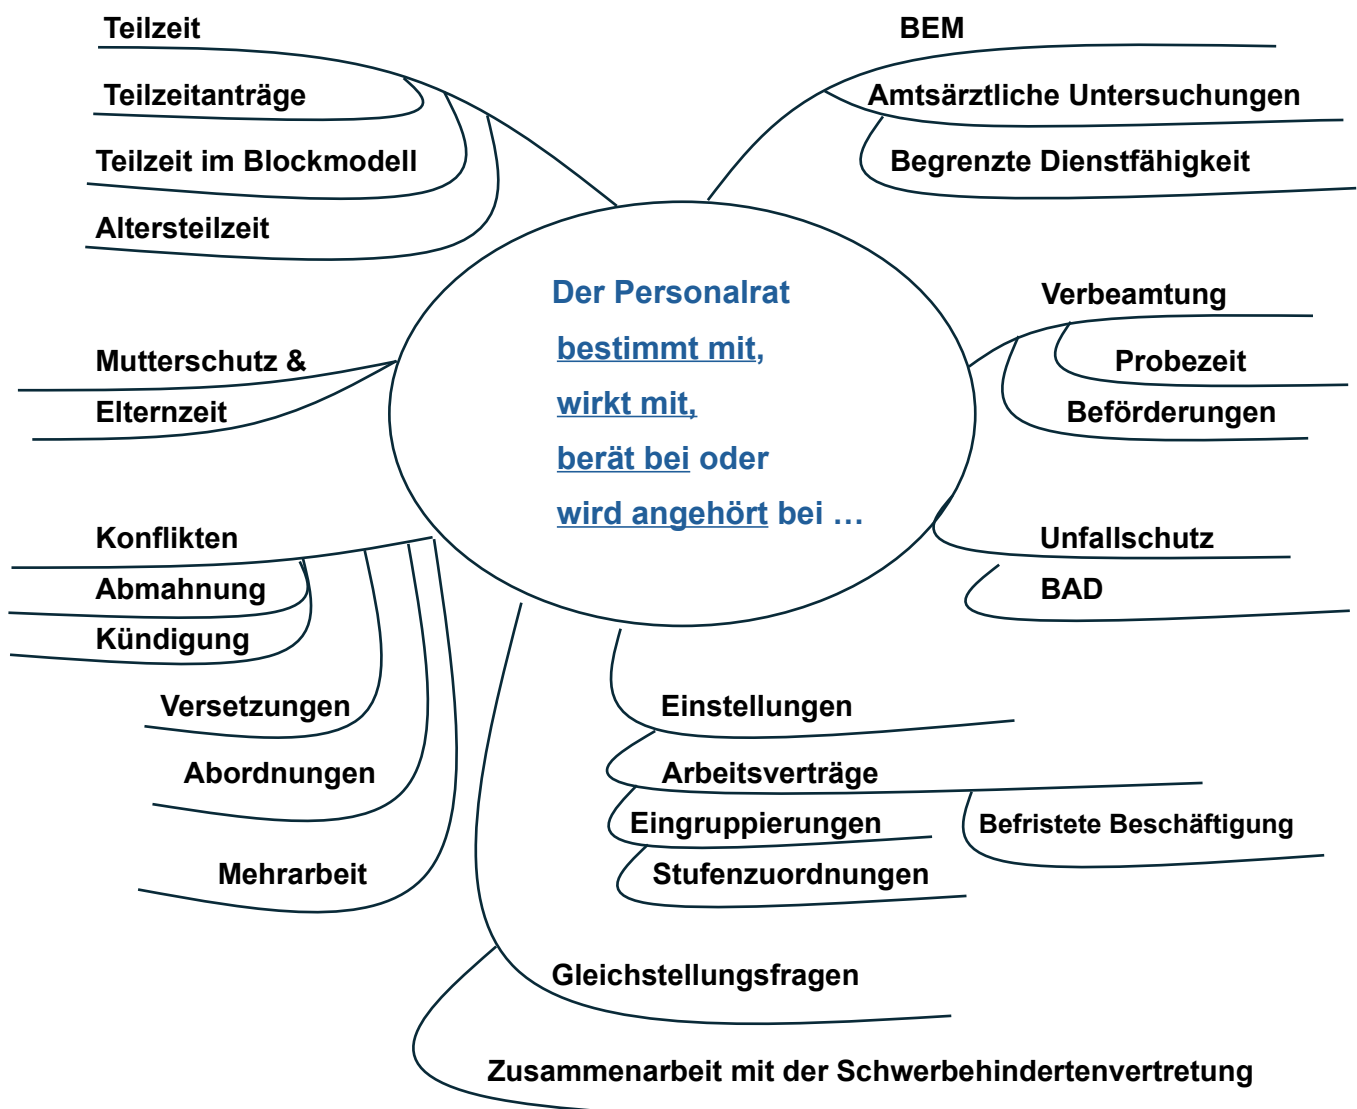 Teilzeit
Teilzeitanträge
Teilzeit im Blockmodell
Altersteilzeit
Mutterschutz &
Elternzeit
Konflikten
Abmahnung
Kündigung
Versetzungen
Abordnungen
Mehrarbeit
Der Personalrat
bestimmt mit,
wirkt mit,
berät bei oder
wird angehört bei …
BEM
Amtsärztliche Untersuchungen
Begrenzte Dienstfähigkeit
Verbeamtung
Probezeit
Beförderungen
Unfallschutz
BAD
Einstellungen
Arbeitsverträge
Eingruppierungen
Befristete Beschäftigung
Stufenzuordnungen
Gleichstellungsfragen
Zusammenarbeit mit der Schwerbehindertenvertretung